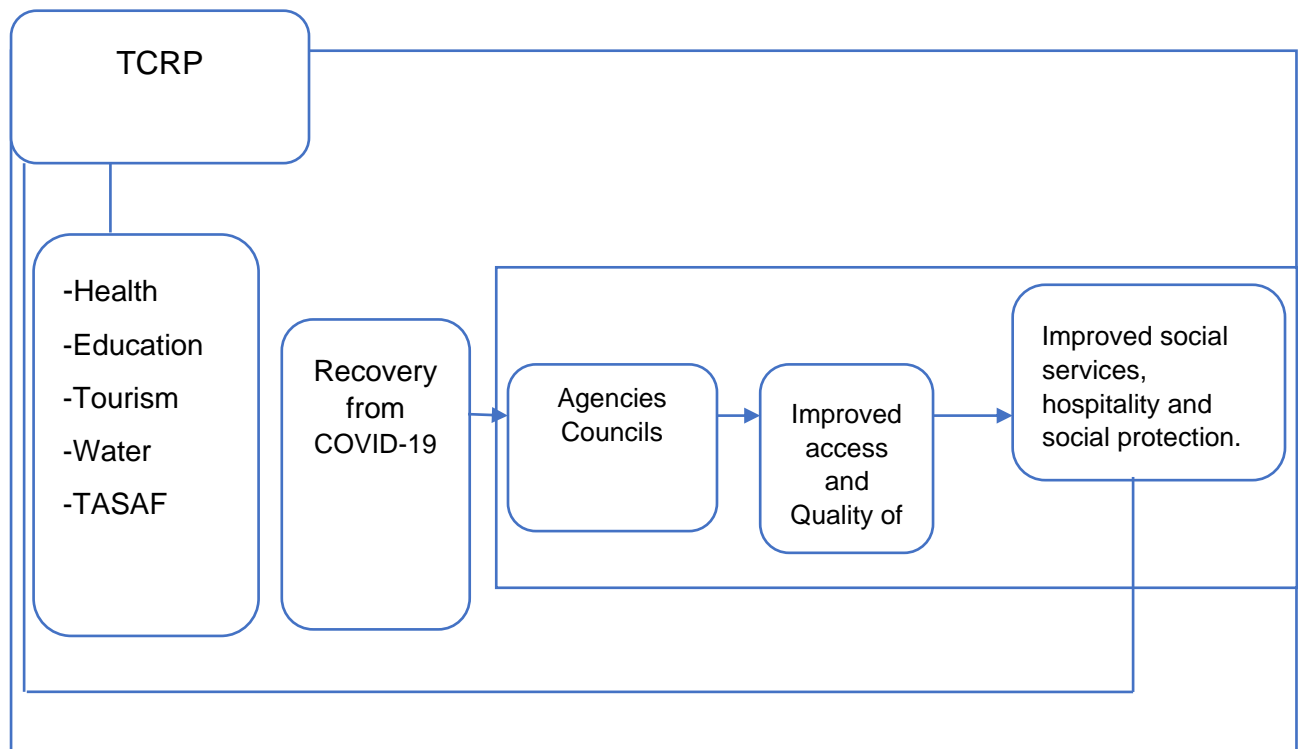 TCRP
-Health
-Education
-Tourism
-Water
-TASAF
Recovery
from
COVID-19
Agencies
Councils
Improved
access
and
Quality of
Improved social
services,
hospitality and
social protection.